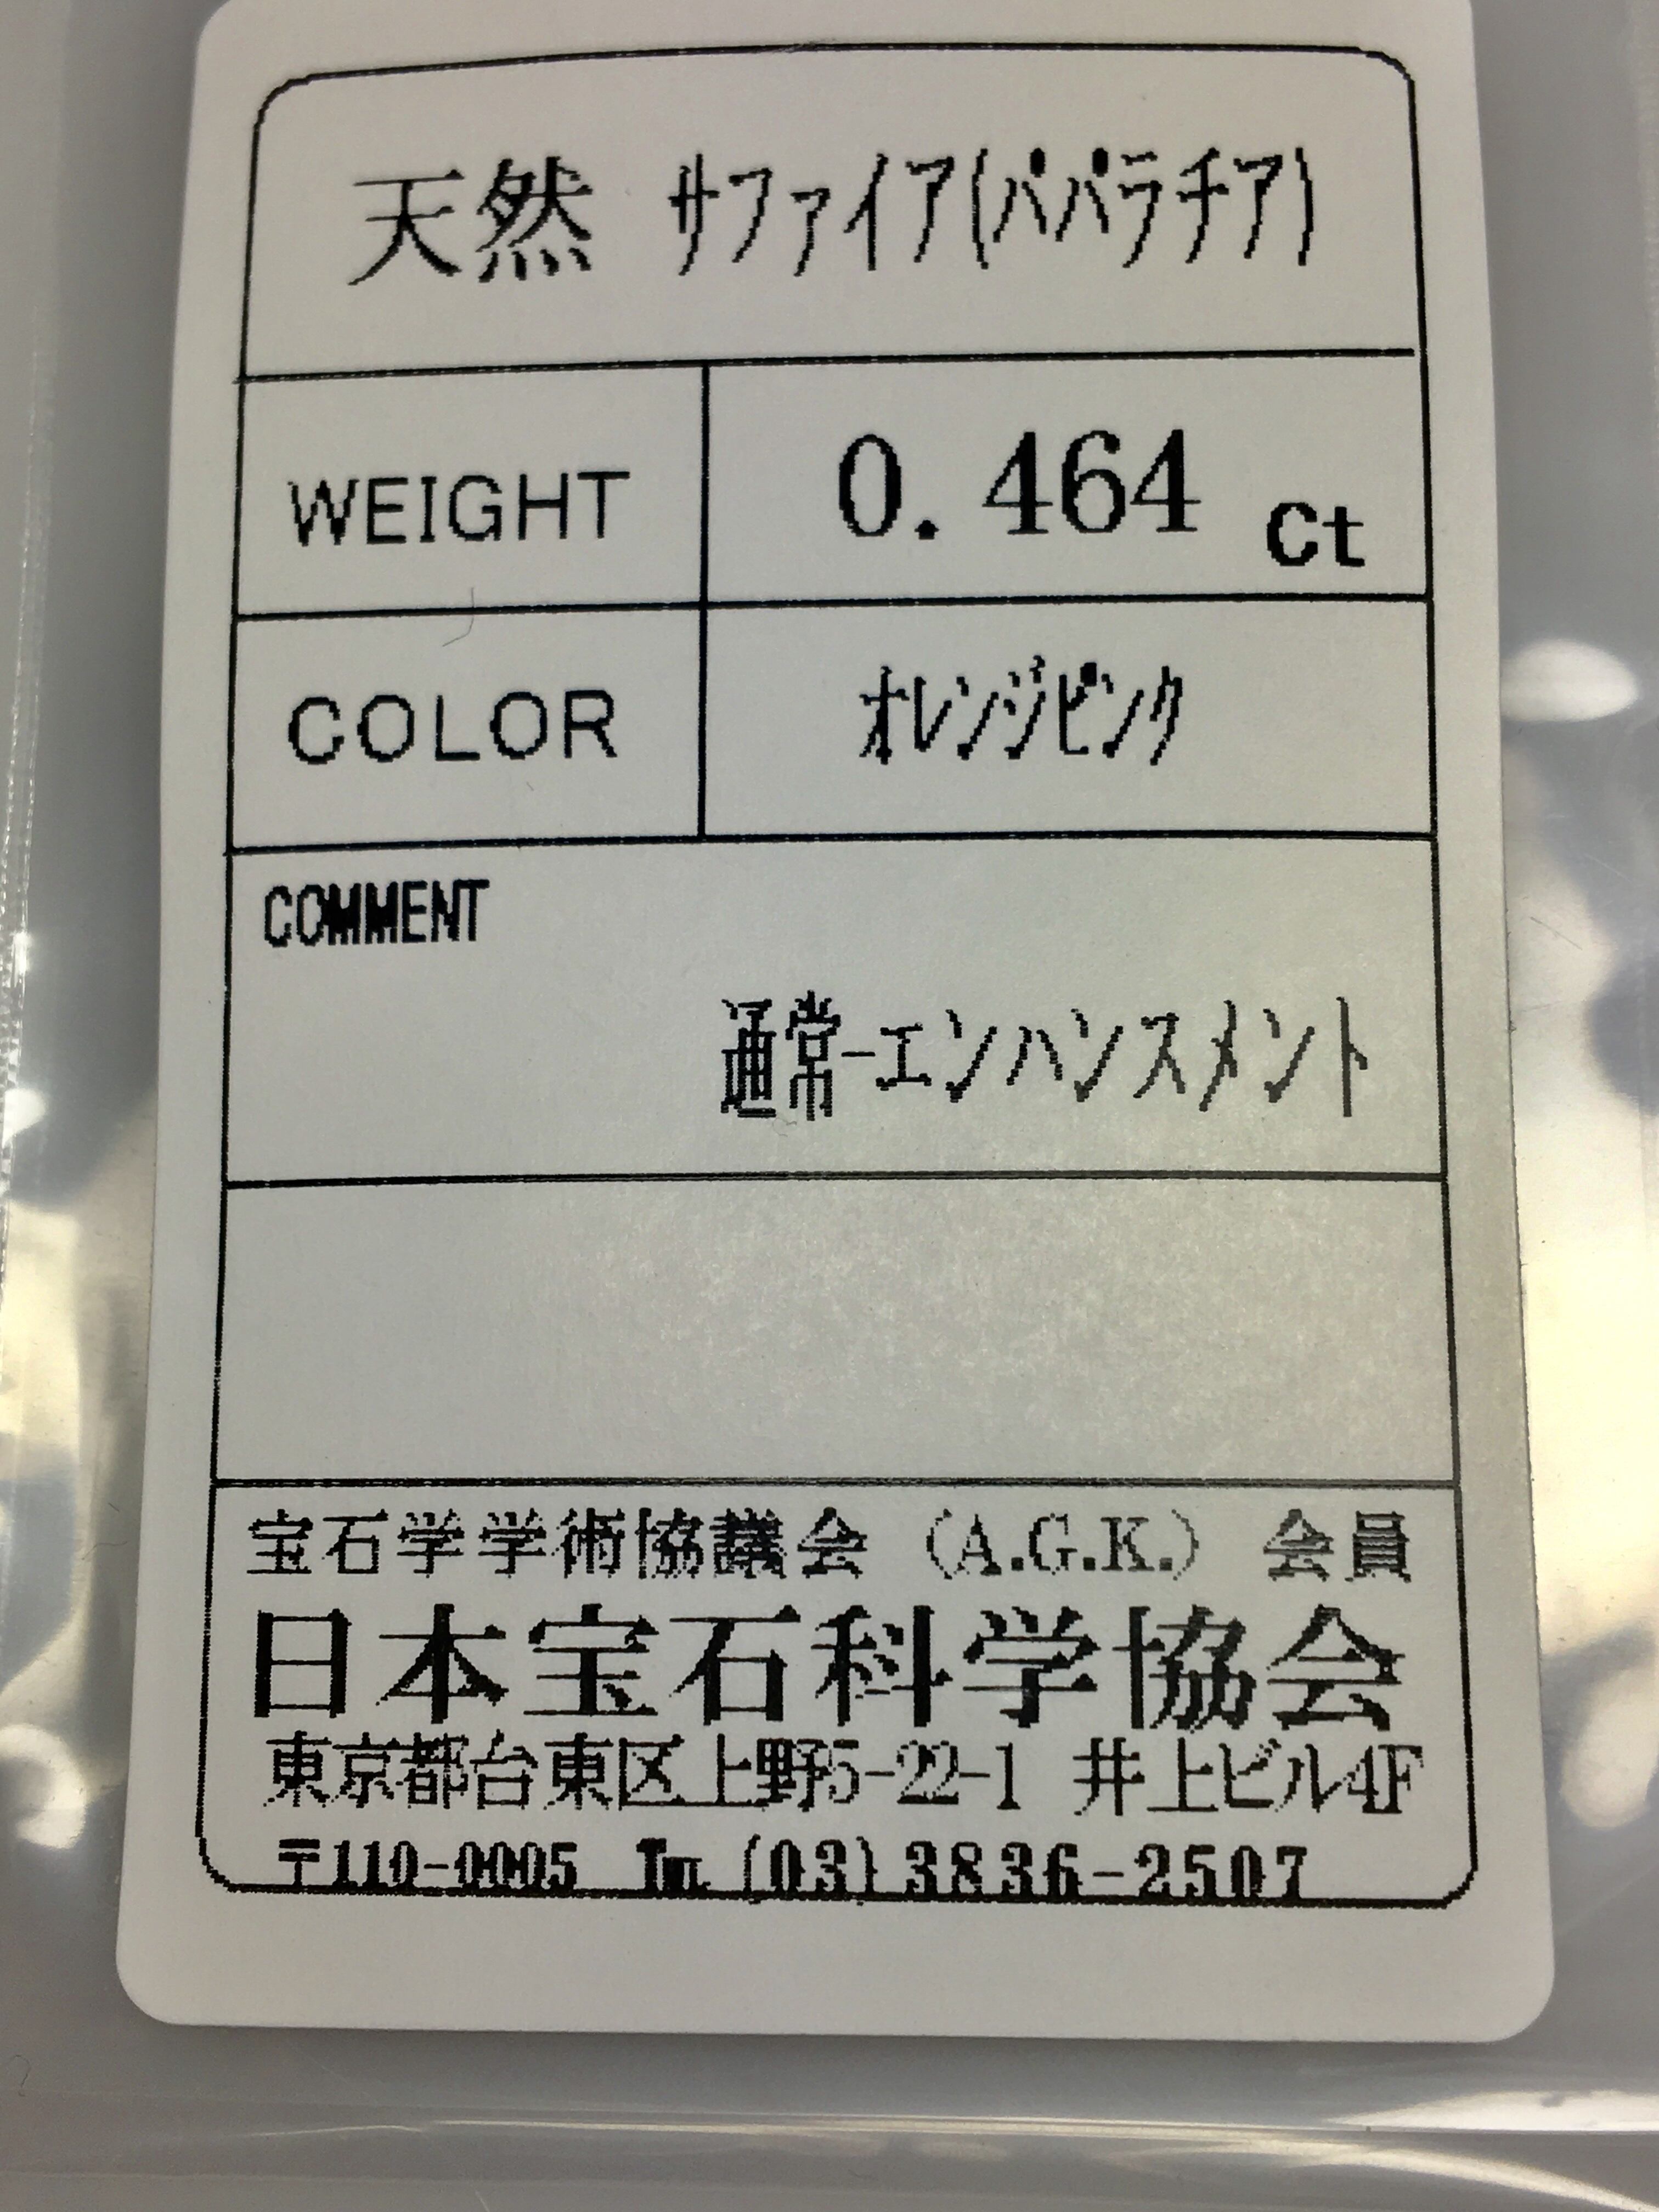 天然 サファイア(パパラチア)
WEIGHT 0.464 Ct
COLOR オレンジピンク
COMMENT
通常-エンハンスメント
宝石学学術協議会 (A.G.K.) 会員
日本宝石科学協会
東京都台東区上野5-22-1 井上ビル4F
〒110-0005 TEL (03)3836-2507